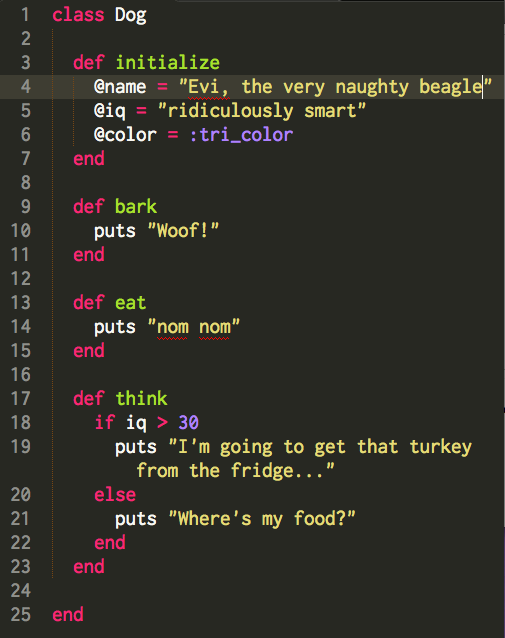 1 class Dog
2
3 def initialize
4 @name = "Evi, the very naughty beagle"
5 @iq = "ridiculously smart"
6 @color = :tri_color
7 end
8
9 def bark
10 puts "Woof!"
11 end
12
13 def eat
14 puts "nom nom"
15 end
16
17 def think
18 if iq > 30
19 puts "I'm going to get that turkey
from the fridge..."
20 else
21 puts "Where's my food?"
22 end
23 end
24
25 end